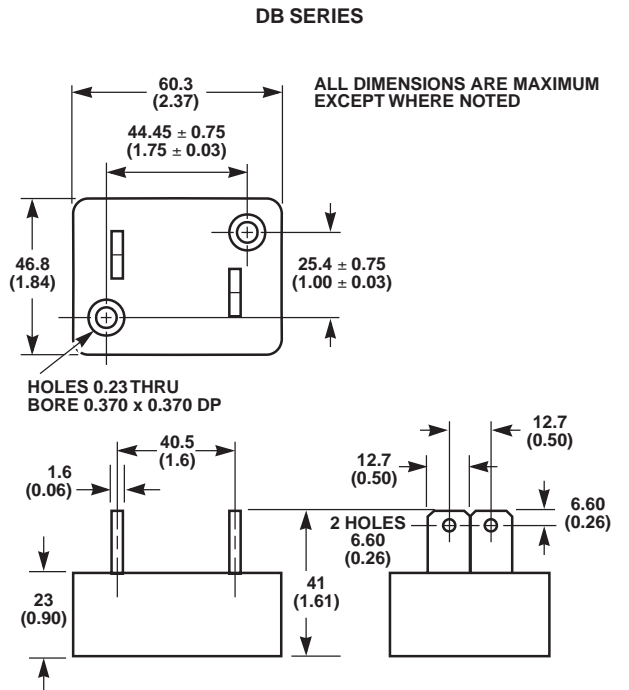 DB SERIES
60.3
(2.37)
ALL DIMENSIONS ARE MAXIMUM
EXCEPT WHERE NOTED
44.45 ± 0.75
(1.75 ± 0.03)
46.8
(1.84)
25.4 ± 0.75
(1.00 ± 0.03)
HOLES 0.23 THRU
BORE 0.370 x 0.370 DP
40.5
(1.6)
1.6
(0.06)
12.7
(0.50)
12.7
(0.50)
2 HOLES
6.60
(0.26)
6.60
(0.26)
23
(0.90)
41
(1.61)